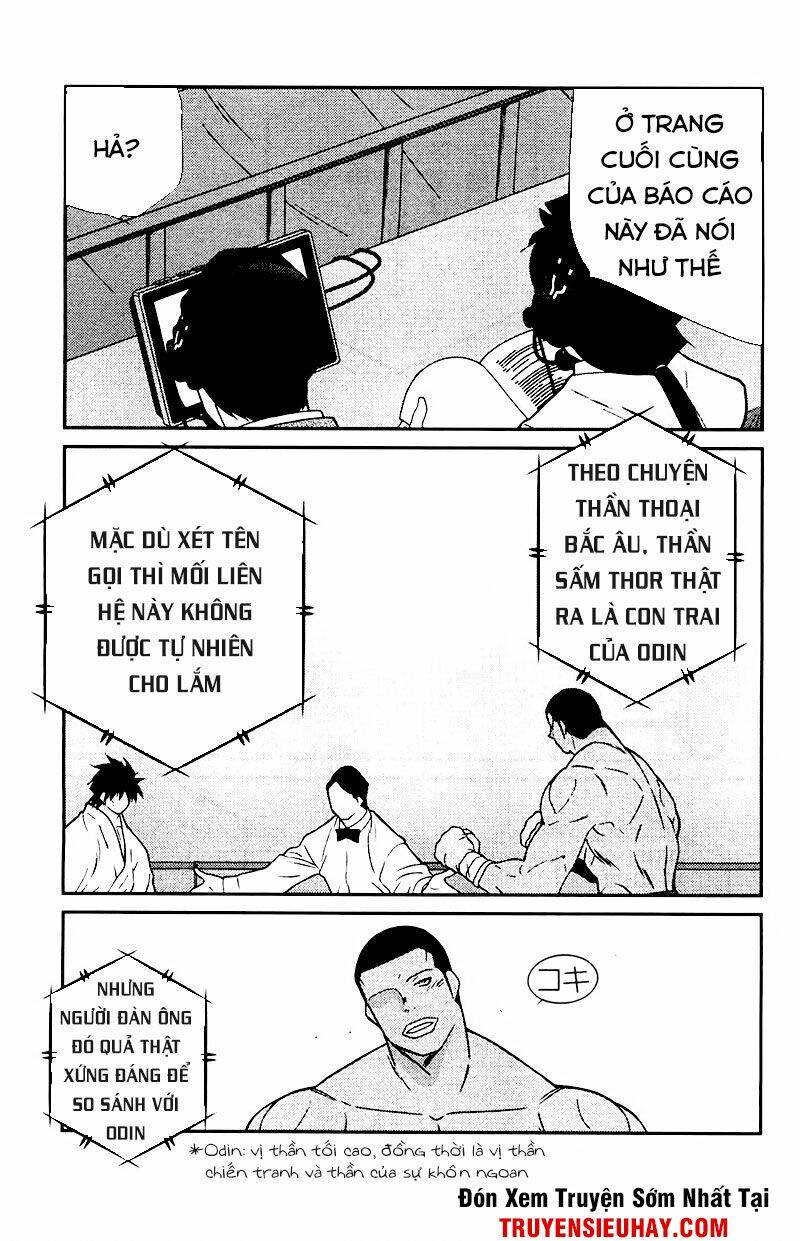 Ở TRANG
CUỐI CÙNG
CỦA BÁO CÁO
NÀY ĐÃ NÓI
NHƯ THẾ
HẢ?
THEO CHUYỆN
THẦN THOẠI
BẮC ÂU, THẦN
SẤM THOR THẬT
RA LÀ CON TRAI
CỦA ODIN
MẶC DÙ XÉT TÊN
GỌI THÌ MỐI LIÊN
HỆ NÀY KHÔNG
ĐƯỢC TỰ NHIÊN
CHO LẮM
コキ
NHƯNG
NGƯỜI ĐÀN ÔNG
ĐÓ QUẢ THẬT
XỨNG ĐÁNG ĐỂ
SO SÁNH VỚI
ODIN
*Odin: vị thần tối cao, đồng thời là vị thần
chiến tranh và thần của sự khôn ngoan
Đón Xem Truyện Sớm Nhất Tại
TRUYENSIEUHAY.COM